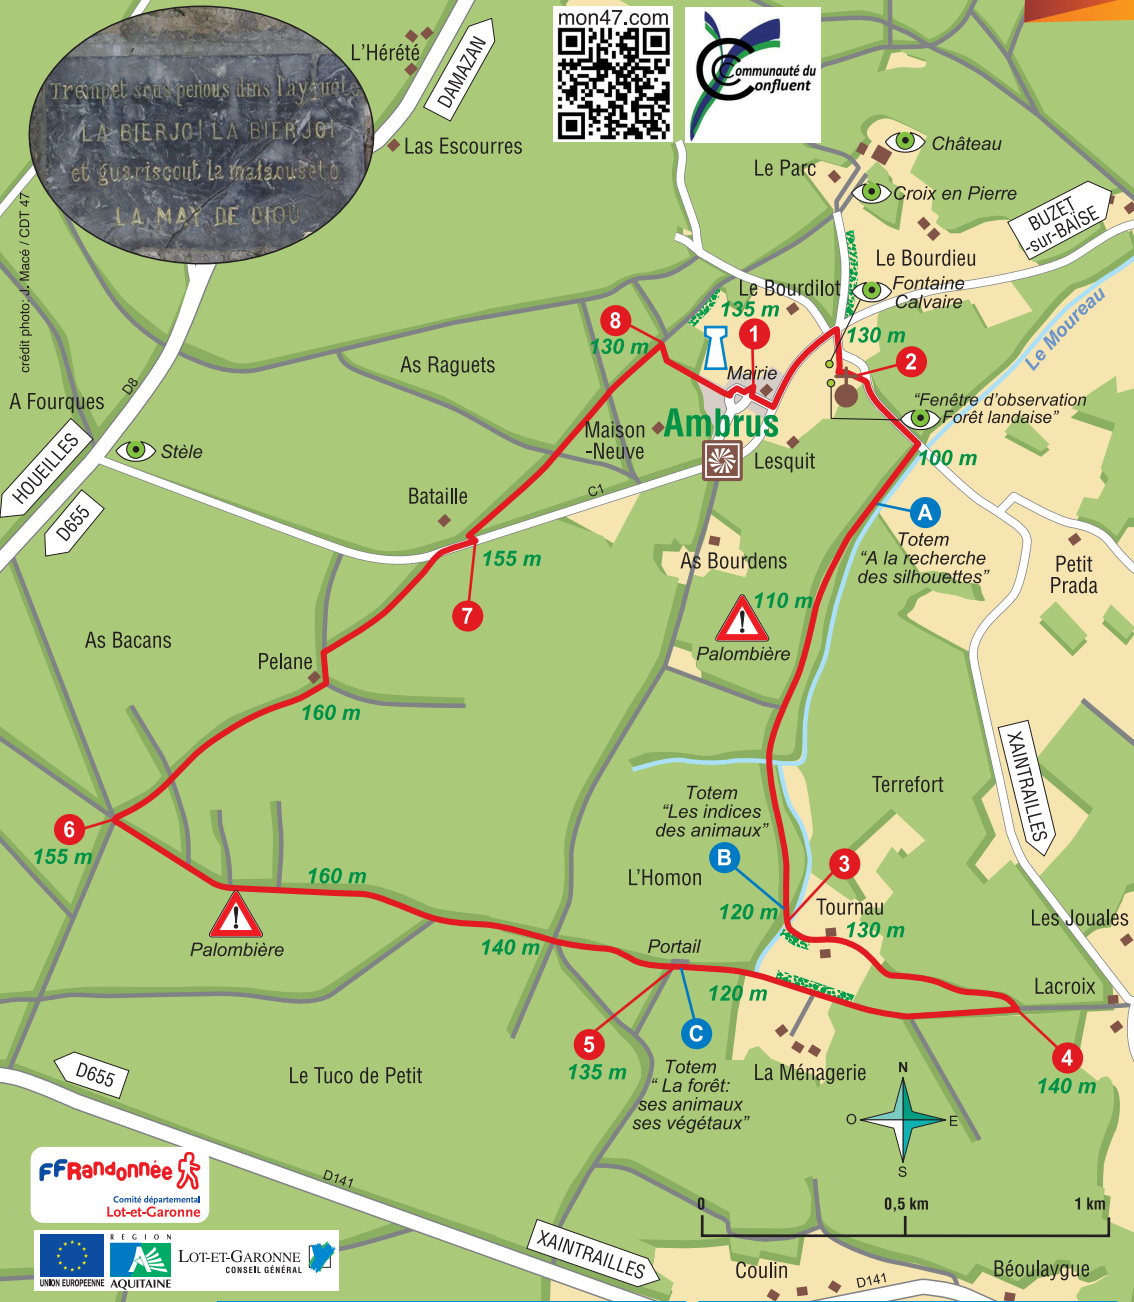 mon47.com
Communauté du
Confluent
Trempet sous penous dens l'ayguete
LA BIERJO! LA BIERJO!
et guariscout la malaouseto
LA MAY DE DIOU
crédit photo: J. Macé / CDT 47
L'Hérété
DAMAZAN
Las Escourres
Le Parc
Château
Croix en Pierre
BUZET
-sur-BAÏSE
Le Bourdieu
Le Bourdilot
Fontaine
Calvaire
135 m
8
130 m
1
130 m
Le Moureau
As Raguets
Mairie
2
D8
A Fourques
"Fenêtre d'observation
Forêt landaise"
Maison
-Neuve
Ambrus
Stèle
HOUEILLES
Lesquit
100 m
C1
Bataille
D655
A
Totem
"A la recherche
des silhouettes"
155 m
As Bourdens
Petit
Prada
7
110 m
Palombière
As Bacans
Pelane
160 m
XAINTRAILLES
Terrefort
Totem
"Les indices
des animaux"
6
155 m
B
3
160 m
L'Homon
120 m
Tournau
130 m
Les Jouales
Palombière
140 m
Portail
120 m
Lacroix
5
135 m
C
4
140 m
Totem
" La forêt:
ses animaux
ses végétaux"
La Ménagerie
N
O
E
S
D655
Le Tuco de Petit
FFRandonnée
Comité départemental
Lot-et-Garonne
D141
0
0,5 km
1 km
XAINTRAILLES
UNION EUROPEENNE
REGION
AQUITAINE
LOT-ET-GARONNE
CONSEIL GÉNÉRAL
Coulin
D141
Béoulaygue